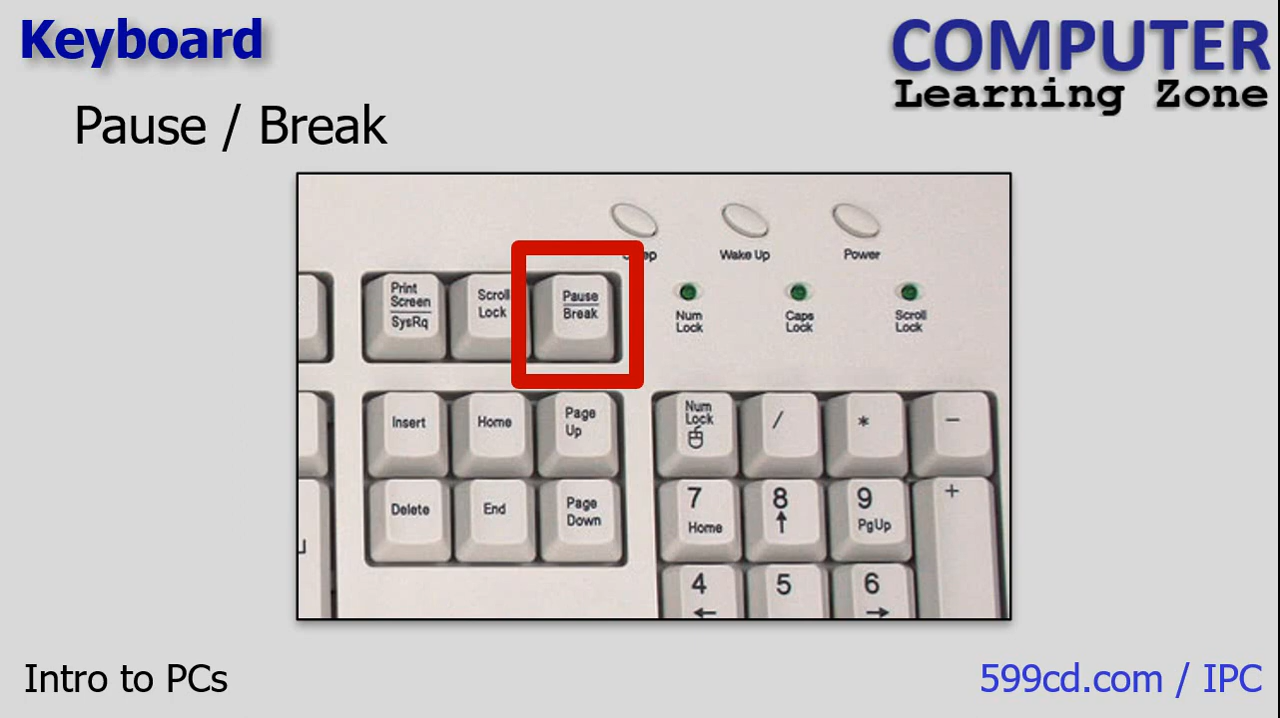 Keyboard
COMPUTER
Learning Zone
Pause / Break
Wake Up
Power
Print
Screen
SysRq
Scroll
Lock
Pause
Break
Num
Lock
Caps
Lock
Scroll
Lock
Insert
Home
Page
Up
Num
Lock
/
*
-
Delete
End
Page
Down
7
Home
8
↑
9
PgUp
+
4
←
5
6
→
Intro to PCs
599cd.com / IPC